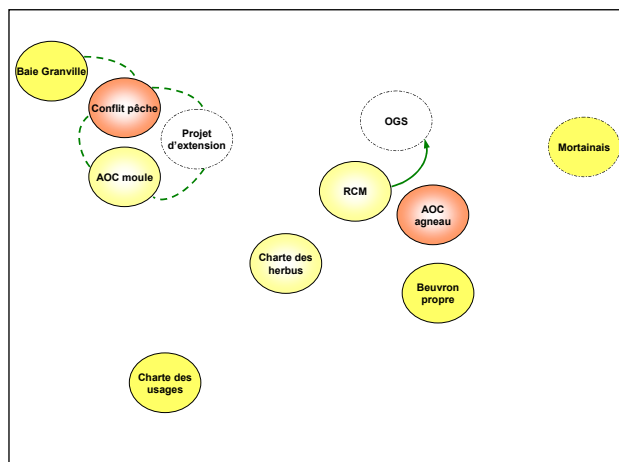 Baie Granville
Conflit pêche
Projet
d'extension
AOC moule
OGS
Mortainais
RCM
AOC
agneau
Charte des
herbus
Beuvron
propre
Charte des
usages